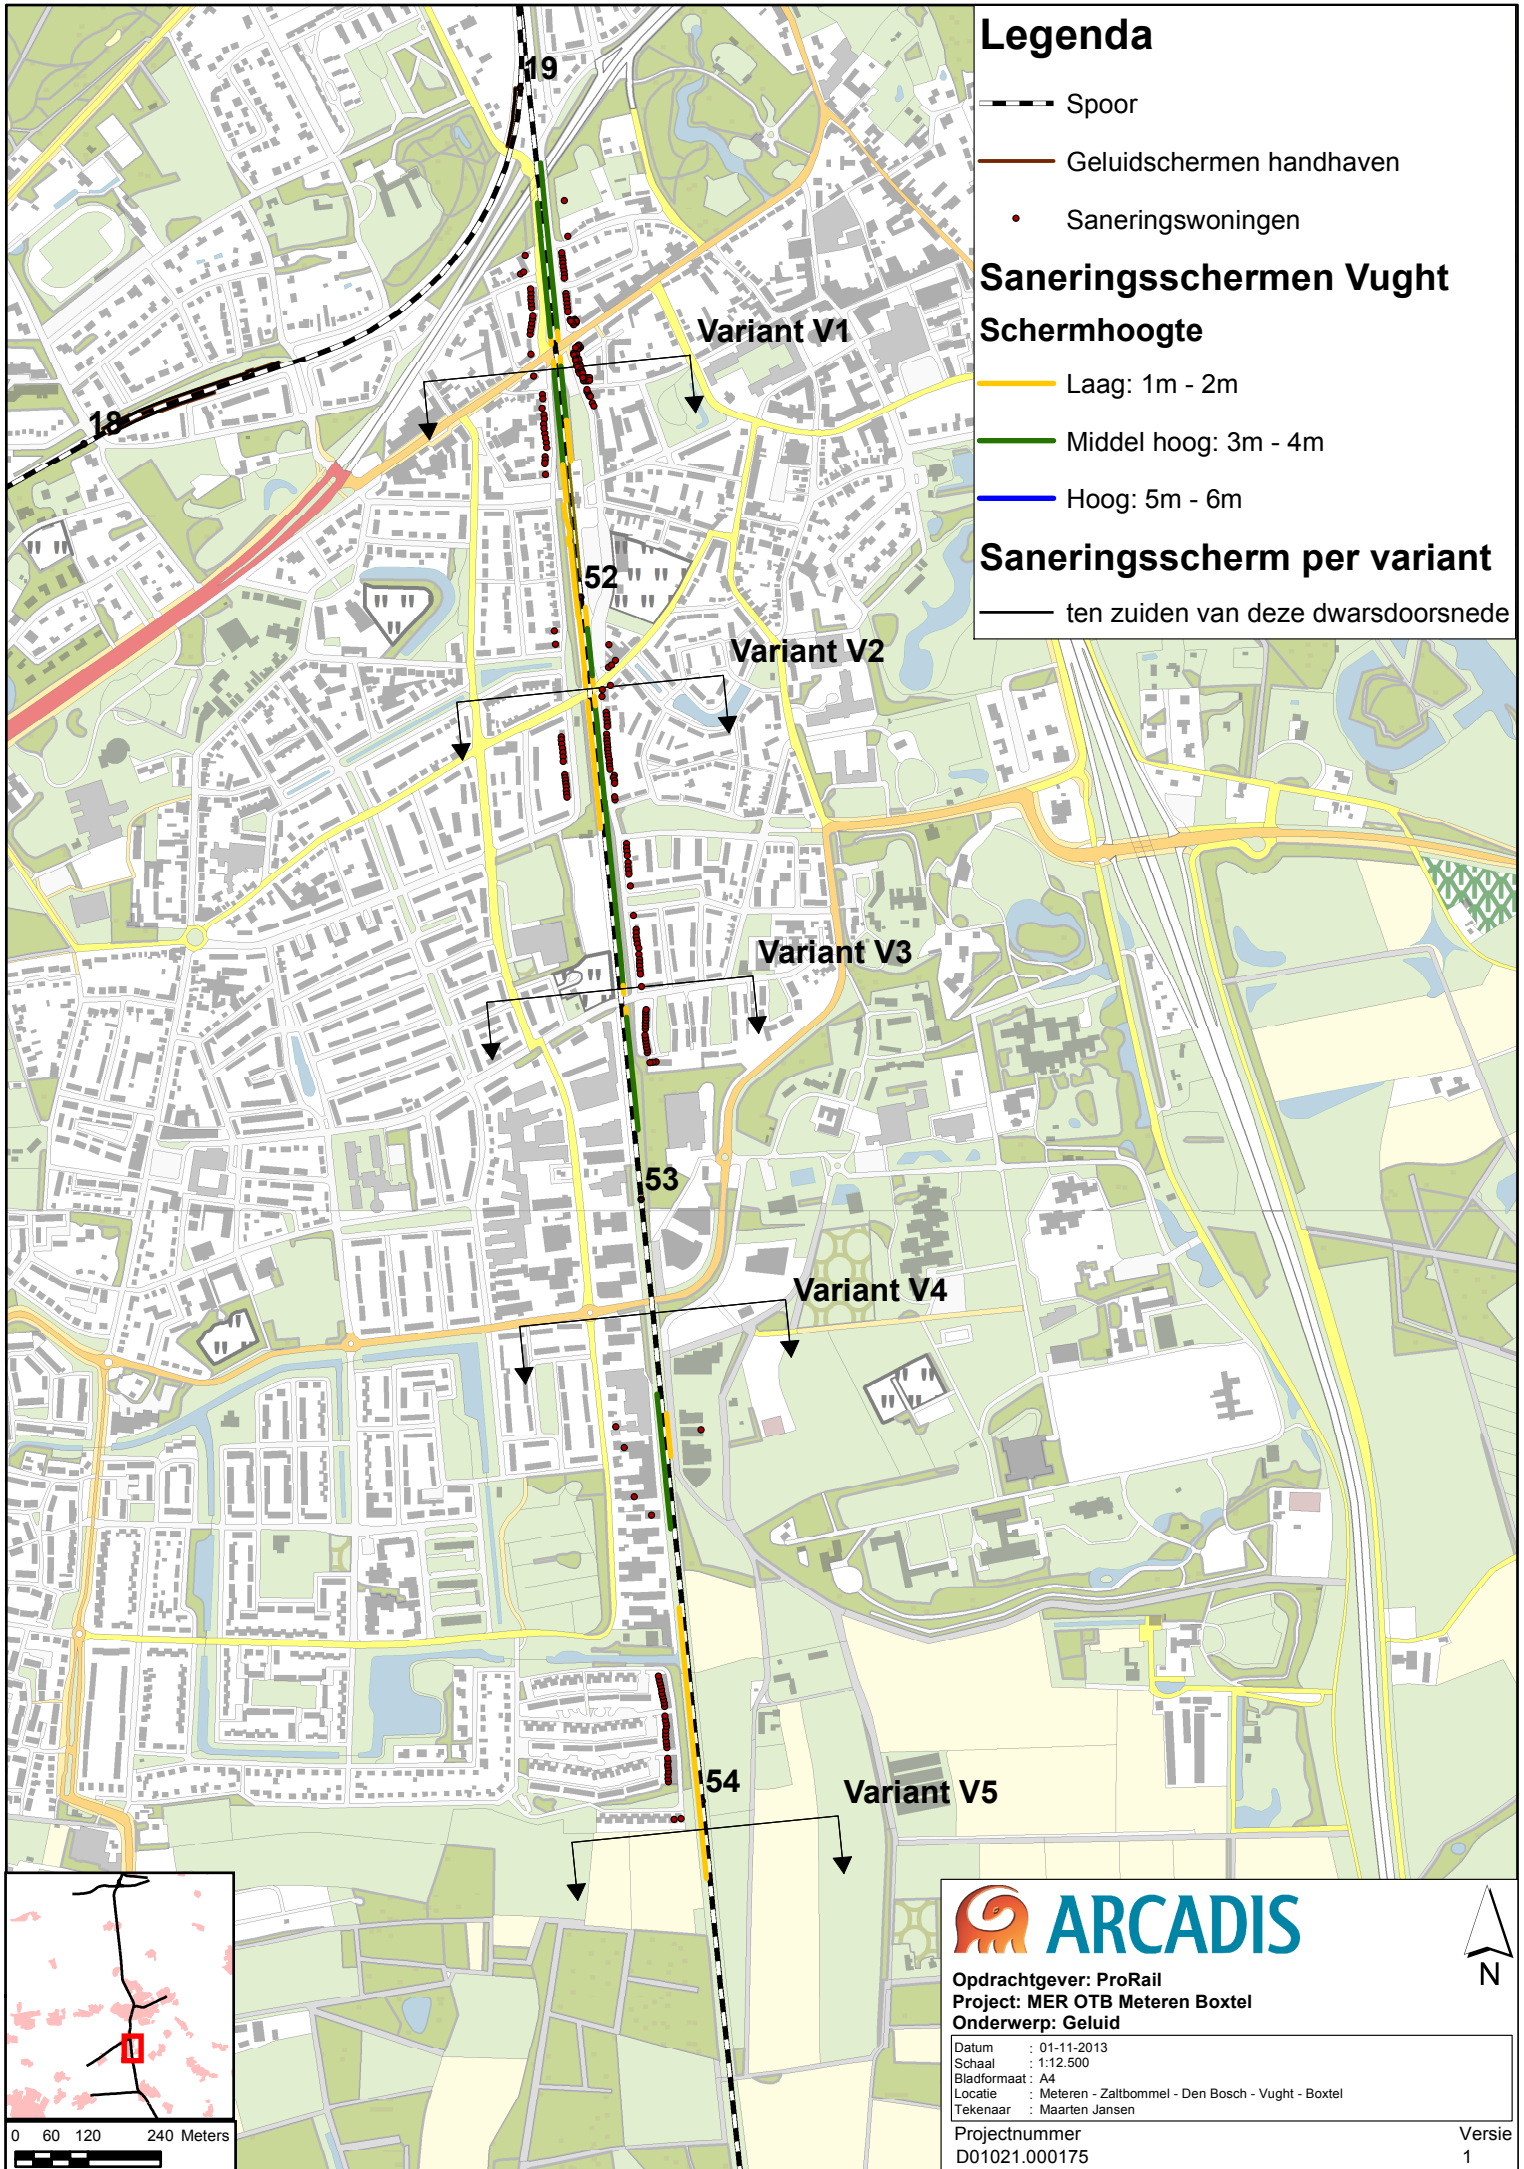 Legenda
Spoor
Geluidschermen handhaven
Saneringswoningen
Saneringsschermen Vught
Schermhoogte
Laag: 1m - 2m
Middel hoog: 3m - 4m
Hoog: 5m - 6m
Saneringsscherm per variant
ten zuiden van deze dwarsdoorsnede
19
Variant V1
18
52
Variant V2
Variant V3
53
Variant V4
54
Variant V5
0 60 120 240 Meters
ARCADIS
N
Opdrachtgever: ProRail
Project: MER OTB Meteren Boxtel
Onderwerp: Geluid
Datum : 01-11-2013
Schaal : 1:12.500
Bladformaat : A4
Locatie : Meteren - Zaltbommel - Den Bosch - Vught - Boxtel
Tekenaar : Maarten Jansen
Projectnummer Versie
D01021.000175 1